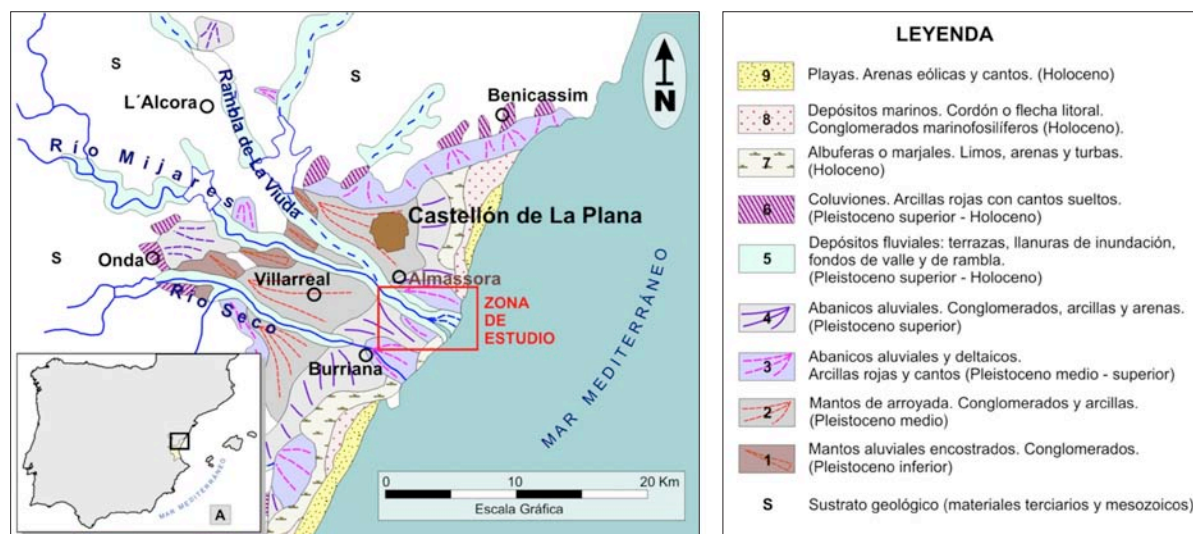 S
S
S
L´Alcora
Rambla de La Viuda
Benicassim
N
Río Mijares
Castellón de La Plana
Onda
Villarreal
Almassora
Río Seco
ZONA
DE
ESTUDIO
Burriana
MAR MEDITERRÁNEO
0 10 20 Km
Escala Gráfica
MAR MEDITERRÁNEO
A
LEYENDA
9 Playas. Arenas eólicas y cantos. (Holoceno)
8 Depósitos marinos. Cordón o flecha litoral.
Conglomerados marinofosilíferos (Holoceno).
7 Albuferas o marjales. Limos, arenas y turbas.
(Holoceno)
6 Coluviones. Arcillas rojas con cantos sueltos.
(Pleistoceno superior - Holoceno)
5 Depósitos fluviales: terrazas, llanuras de inundación,
fondos de valle y de rambla.
(Pleistoceno superior - Holoceno)
4 Abanicos aluviales. Conglomerados, arcillas y arenas.
(Pleistoceno superior)
3 Abanicos aluviales y deltaicos.
Arcillas rojas y cantos (Pleistoceno medio - superior)
2 Mantos de arroyada. Conglomerados y arcillas.
(Pleistoceno medio)
1 Mantos aluviales encostrados. Conglomerados.
(Pleistoceno inferior)
S Sustrato geológico (materiales terciarios y mesozoicos)